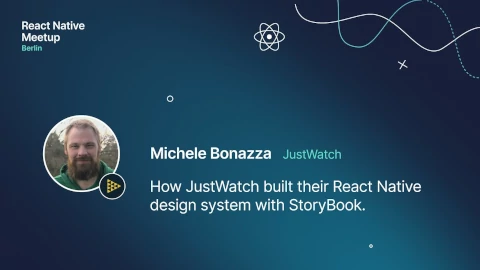 React Native
Meetup
Berlin
Michele Bonazza JustWatch
How JustWatch built their React Native
design system with StoryBook.